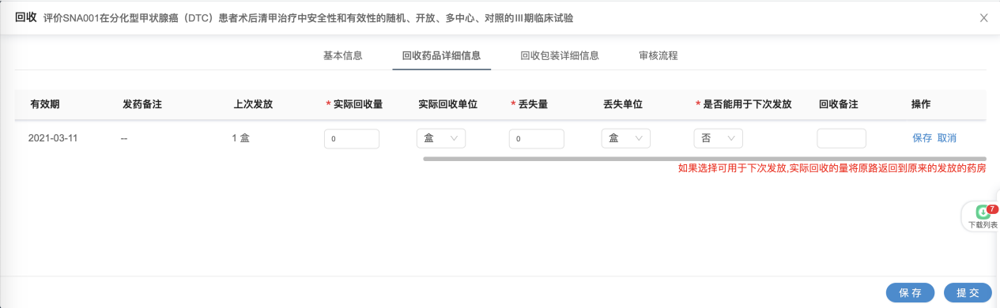 回收 评价SNA001在分化型甲状腺癌（DTC）患者术后清甲治疗中安全性和有效性的随机、开放、多中心、对照的Ⅲ期临床试验
基本信息 回收药品详细信息 回收包装详细信息 审核流程
有效期 发药备注 上次发放 * 实际回收量 实际回收单位 * 丢失量 丢失单位 * 是否能用于下次发放 回收备注 操作
2021-03-11 -- 1 盒 0 盒 0 盒 否 保存 取消
如果选择可用于下次发放,实际回收的量将原路返回到原来的发放的药房
7
下载列表
保 存 提 交